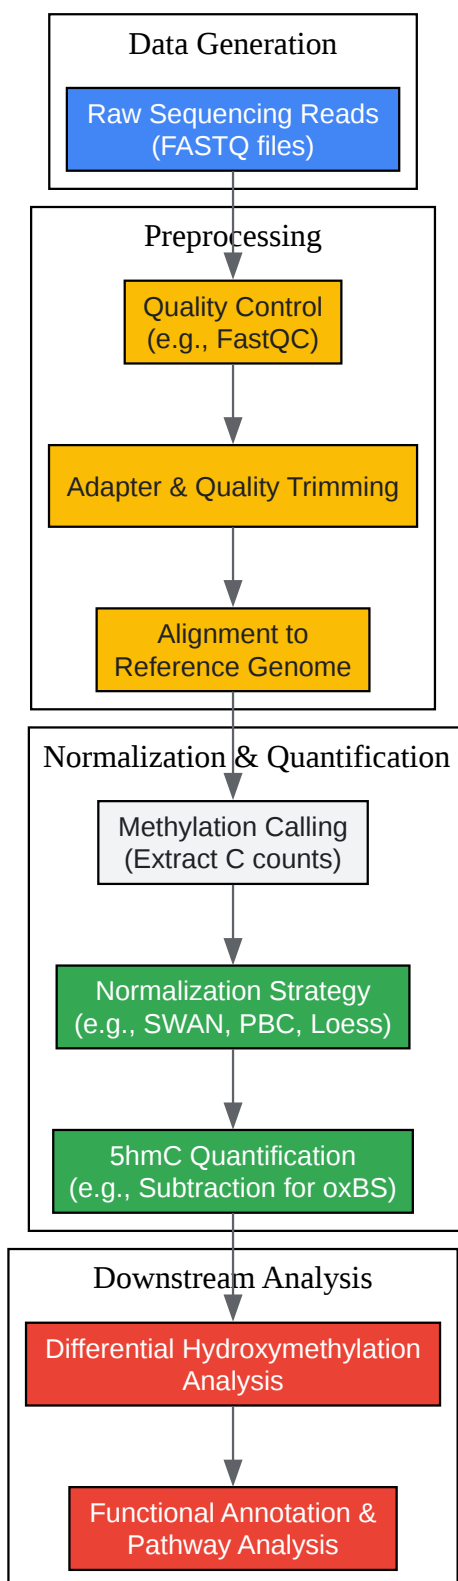 Data Generation
Raw Sequencing Reads
(FASTQ files)
Preprocessing
Quality Control
(e.g., FastQC)
Adapter & Quality Trimming
Alignment to
Reference Genome
Normalization & Quantification
Methylation Calling
(Extract C counts)
Normalization Strategy
(e.g., SWAN, PBC, Loess)
5hmC Quantification
(e.g., Subtraction for oxBS)
Downstream Analysis
Differential Hydroxymethylation
Analysis
Functional Annotation &
Pathway Analysis